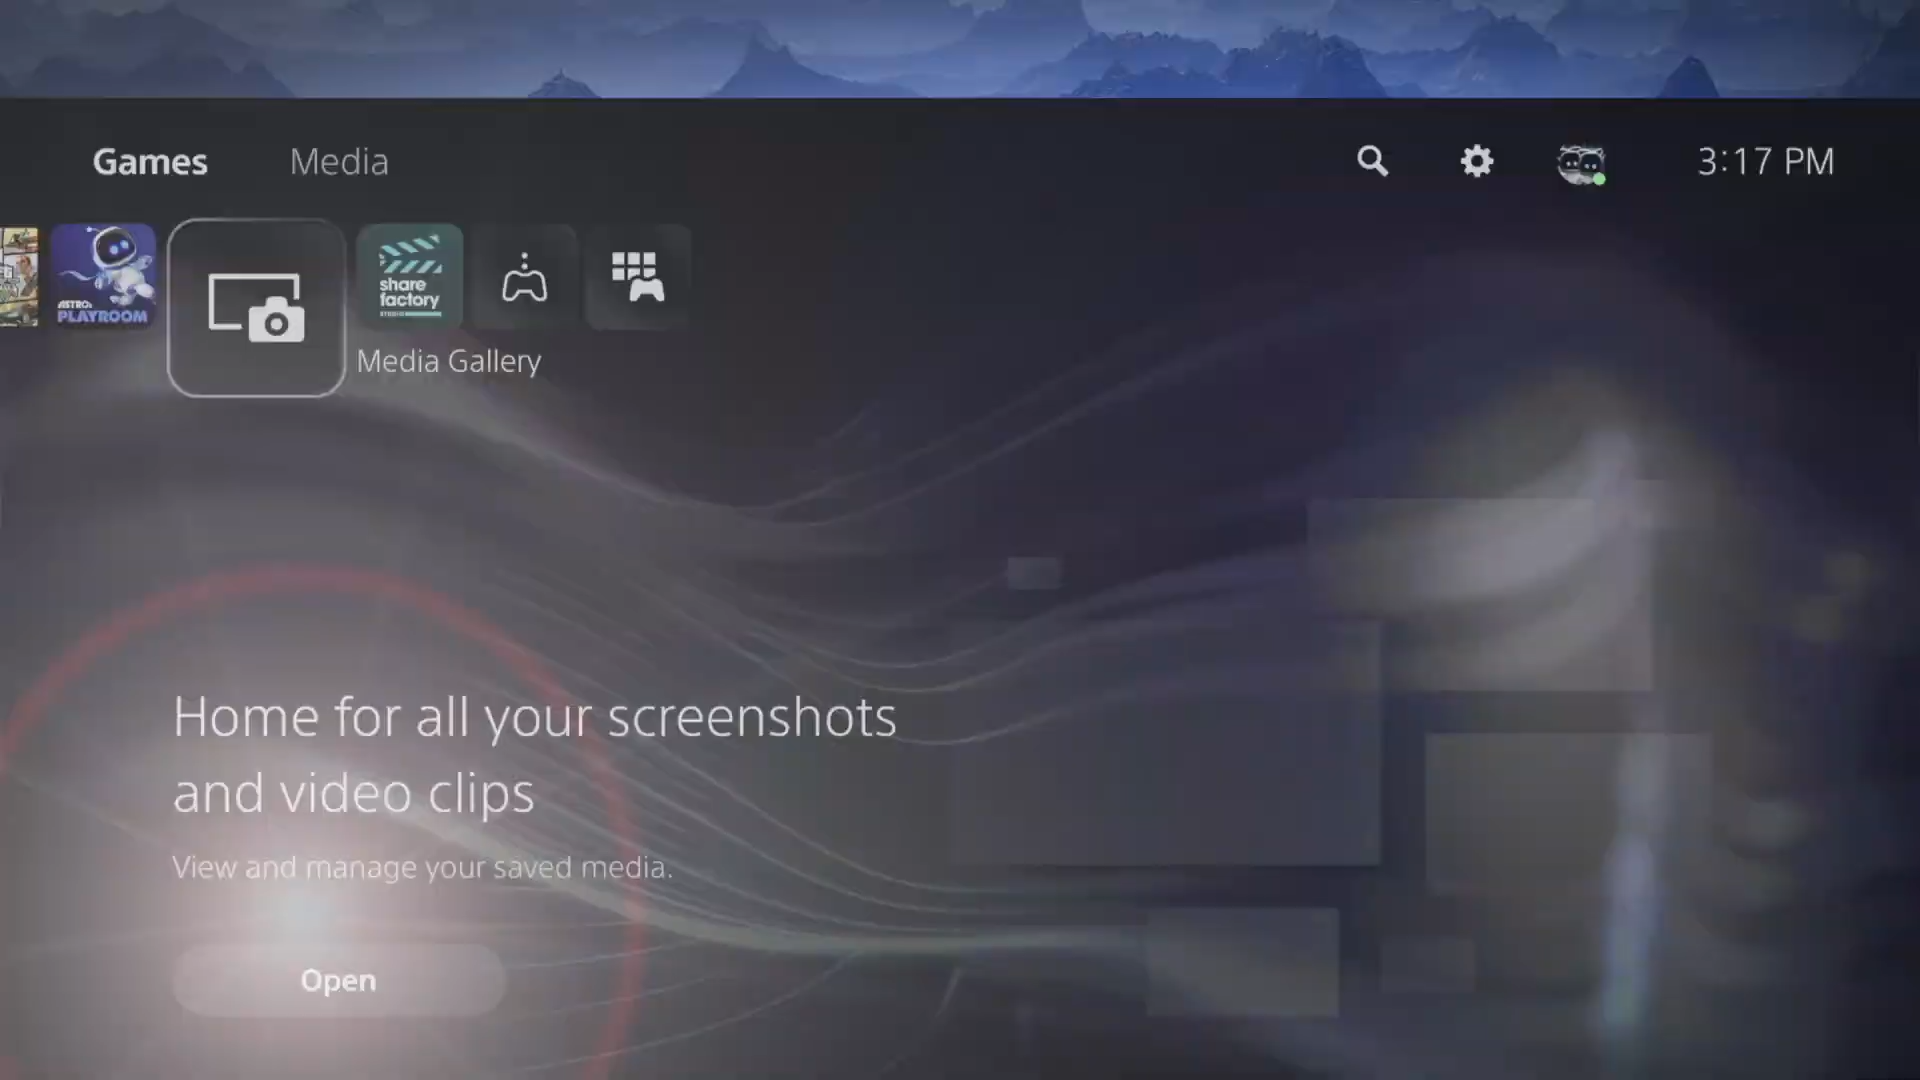 Games Media 3:17 PM
ASTRO's
PLAYROOM
share
factory
STUDIO
Media Gallery
Home for all your screenshots
and video clips
View and manage your saved media.
Open